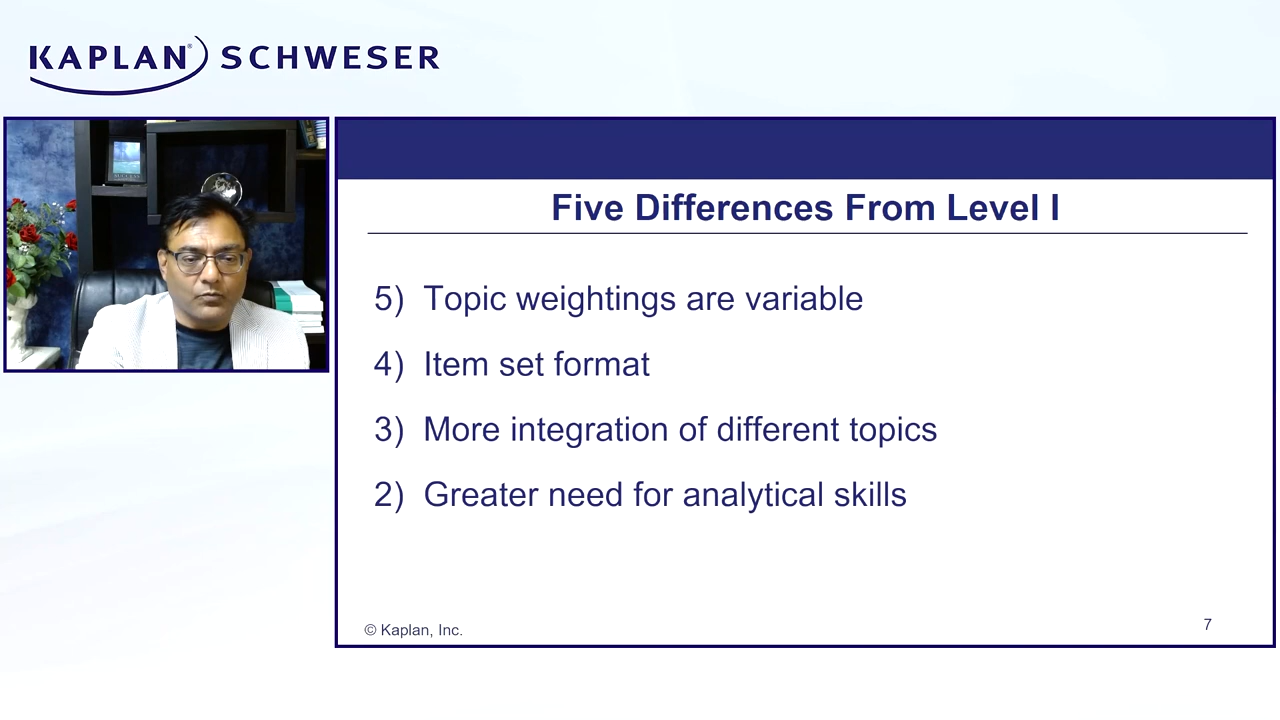 KAPLAN® SCHWESER
SUCCESS
Five Differences From Level I
5) Topic weightings are variable
4) Item set format
3) More integration of different topics
2) Greater need for analytical skills
© Kaplan, Inc.
7